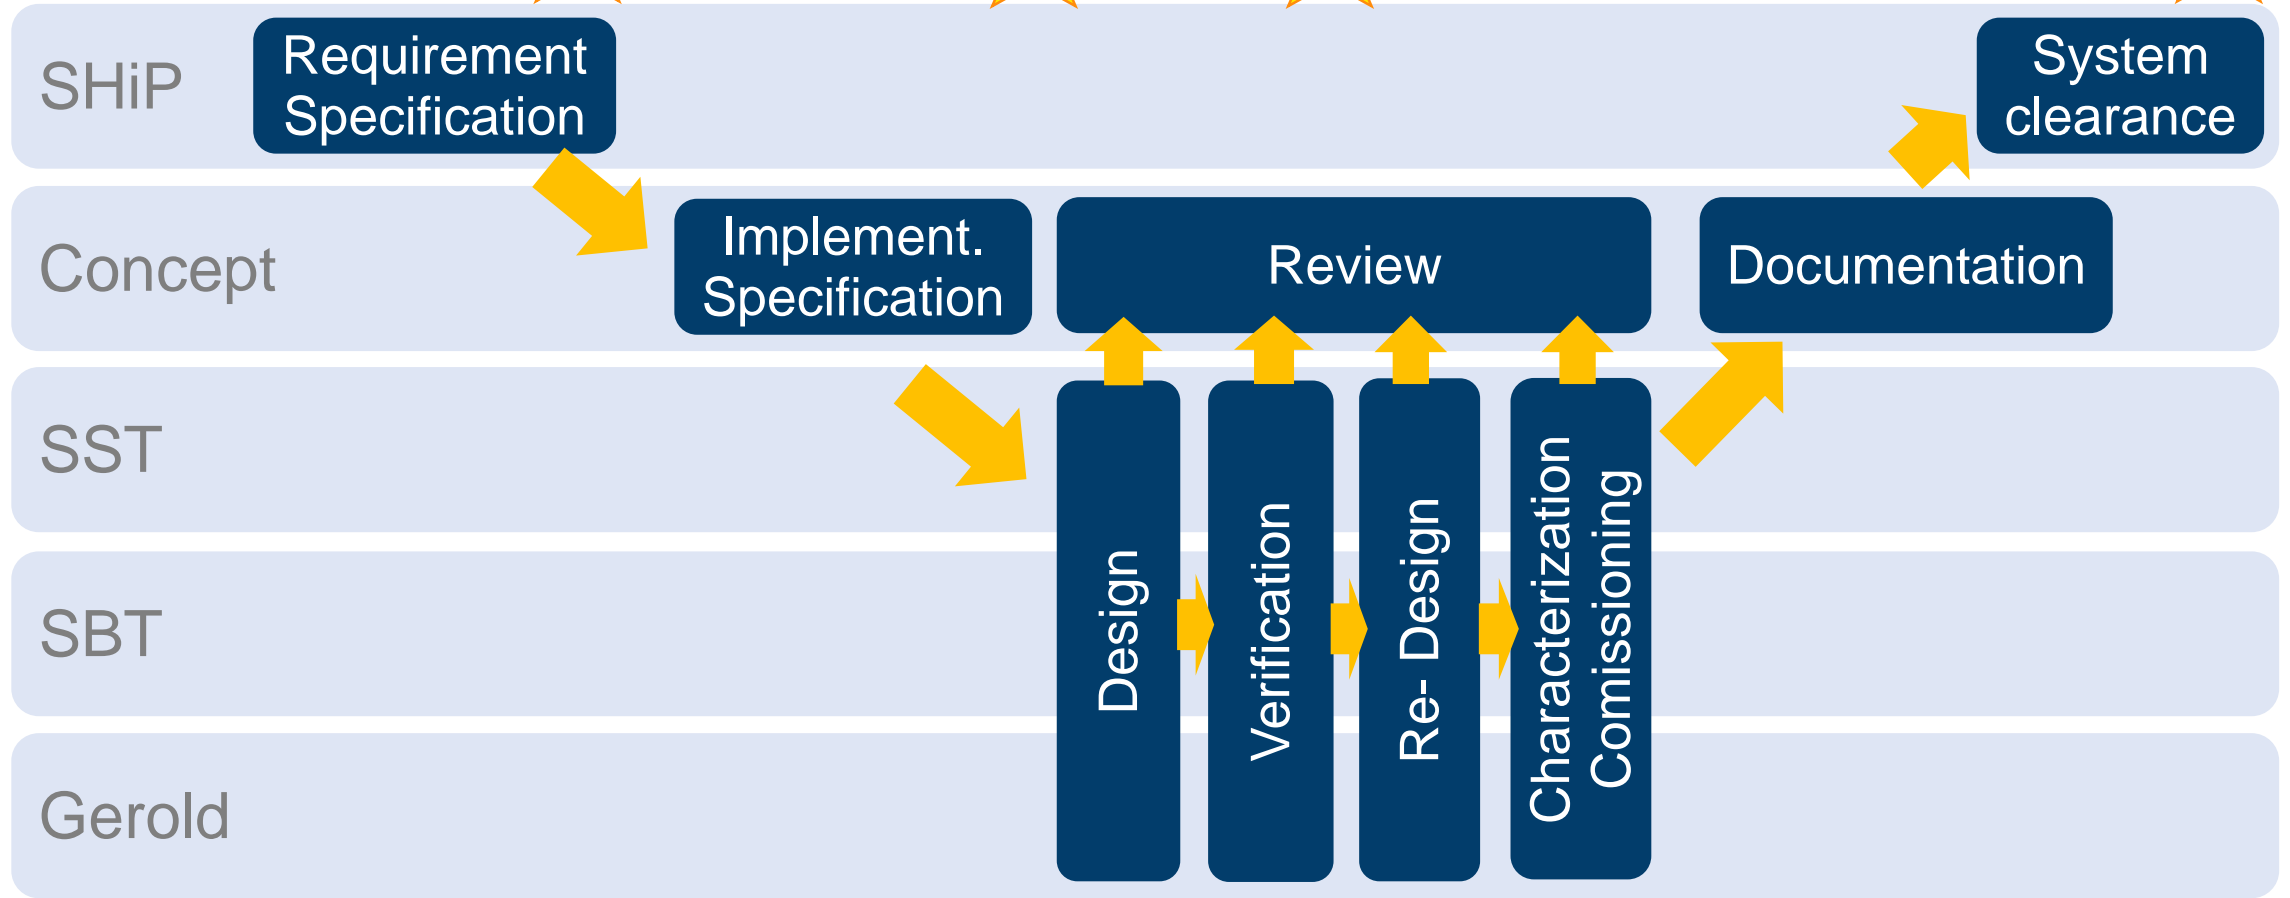 SHiP
Requirement
Specification
System
clearance
Concept
Implement.
Specification
Review
Documentation
SST
SBT
Gerold
Design
Verification
Re- Design
Characterization
Comissioning